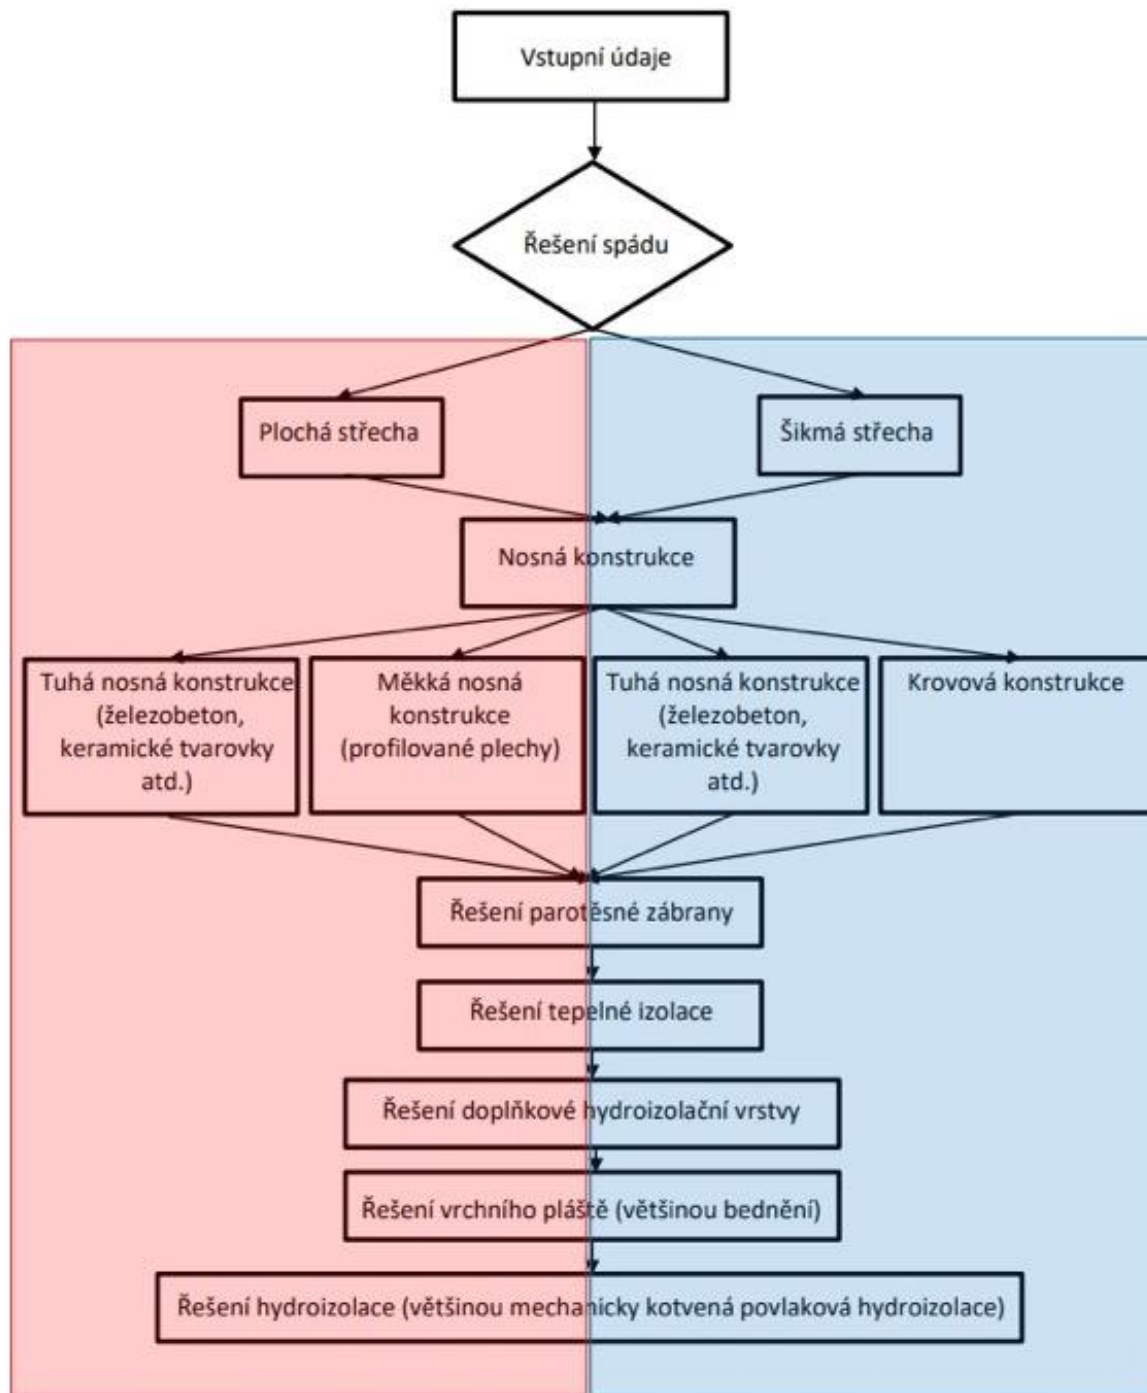 Vstupní údaje
Řešení spádu
Plochá střecha
Šikmá střecha
Nosná konstrukce
Tuhá nosná konstrukce
(železobeton,
keramické tvarovky
atd.)
Měkká nosná
konstrukce
(profilované plechy)
Tuhá nosná konstrukce
(železobeton,
keramické tvarovky
atd.)
Krovová konstrukce
Řešení parotěsné zábrany
Řešení tepelné izolace
Řešení doplňkové hydroizolační vrstvy
Řešení vrchního pláště (většinou bednění)
Řešení hydroizolace (většinou mechanicky kotvená povlaková hydroizolace)